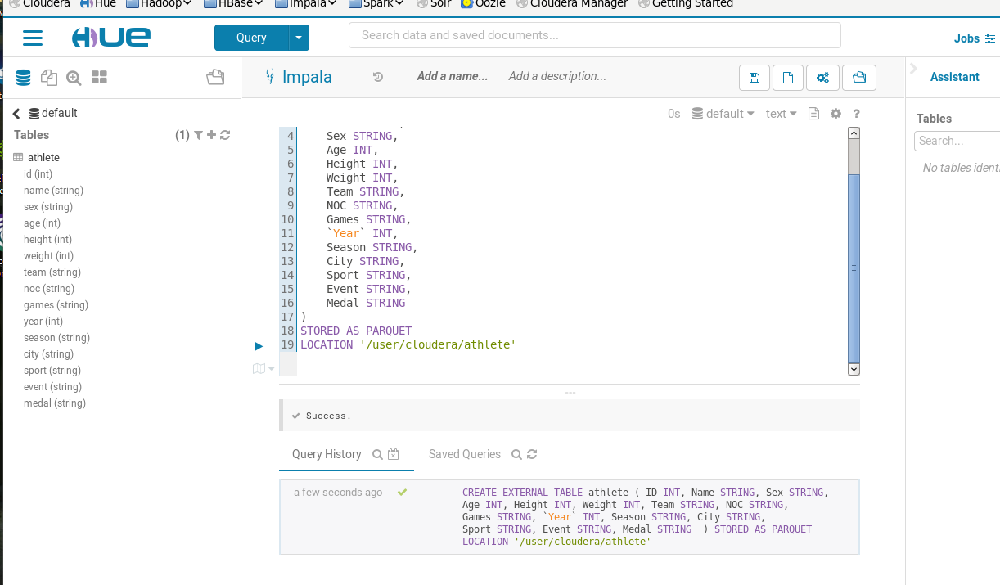 Cloudera Hue Hadoop HBase Impala Spark Solr Oozie Cloudera Manager Getting Started
HUE Query Search data and saved documents... Jobs
Impala Add a name... Add a description... Assistant
default
Tables (1)
athlete
id (int)
name (string)
sex (string)
age (int)
height (int)
weight (int)
team (string)
noc (string)
games (string)
year (int)
season (string)
city (string)
sport (string)
event (string)
medal (string)
0s default text ?
4 Sex STRING,
5 Age INT,
6 Height INT,
7 Weight INT,
8 Team STRING,
9 NOC STRING,
10 Games STRING,
11 `Year` INT,
12 Season STRING,
13 City STRING,
14 Sport STRING,
15 Event STRING,
16 Medal STRING
17 )
18 STORED AS PARQUET
19 LOCATION '/user/cloudera/athlete'
Success.
Query History Saved Queries
a few seconds ago
CREATE EXTERNAL TABLE athlete ( ID INT, Name STRING, Sex STRING,
Age INT, Height INT, Weight INT, Team STRING, NOC STRING,
Games STRING, `Year` INT, Season STRING, City STRING,
Sport STRING, Event STRING, Medal STRING ) STORED AS PARQUET
LOCATION '/user/cloudera/athlete'
Tables
Search...
No tables identi